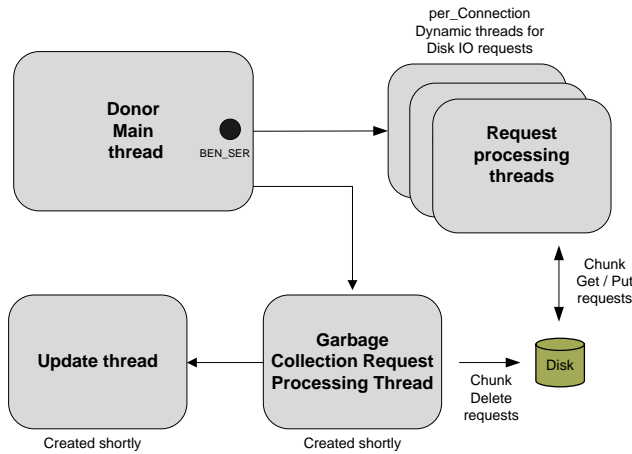 per_Connection
Dynamic threads for
Disk IO requests
Donor
Main
thread
BEN_SER
Request
processing
threads
Chunk
Get / Put
requests
Update thread
Garbage
Collection Request
Processing Thread
Disk
Chunk
Delete
requests
Created shortly
Created shortly